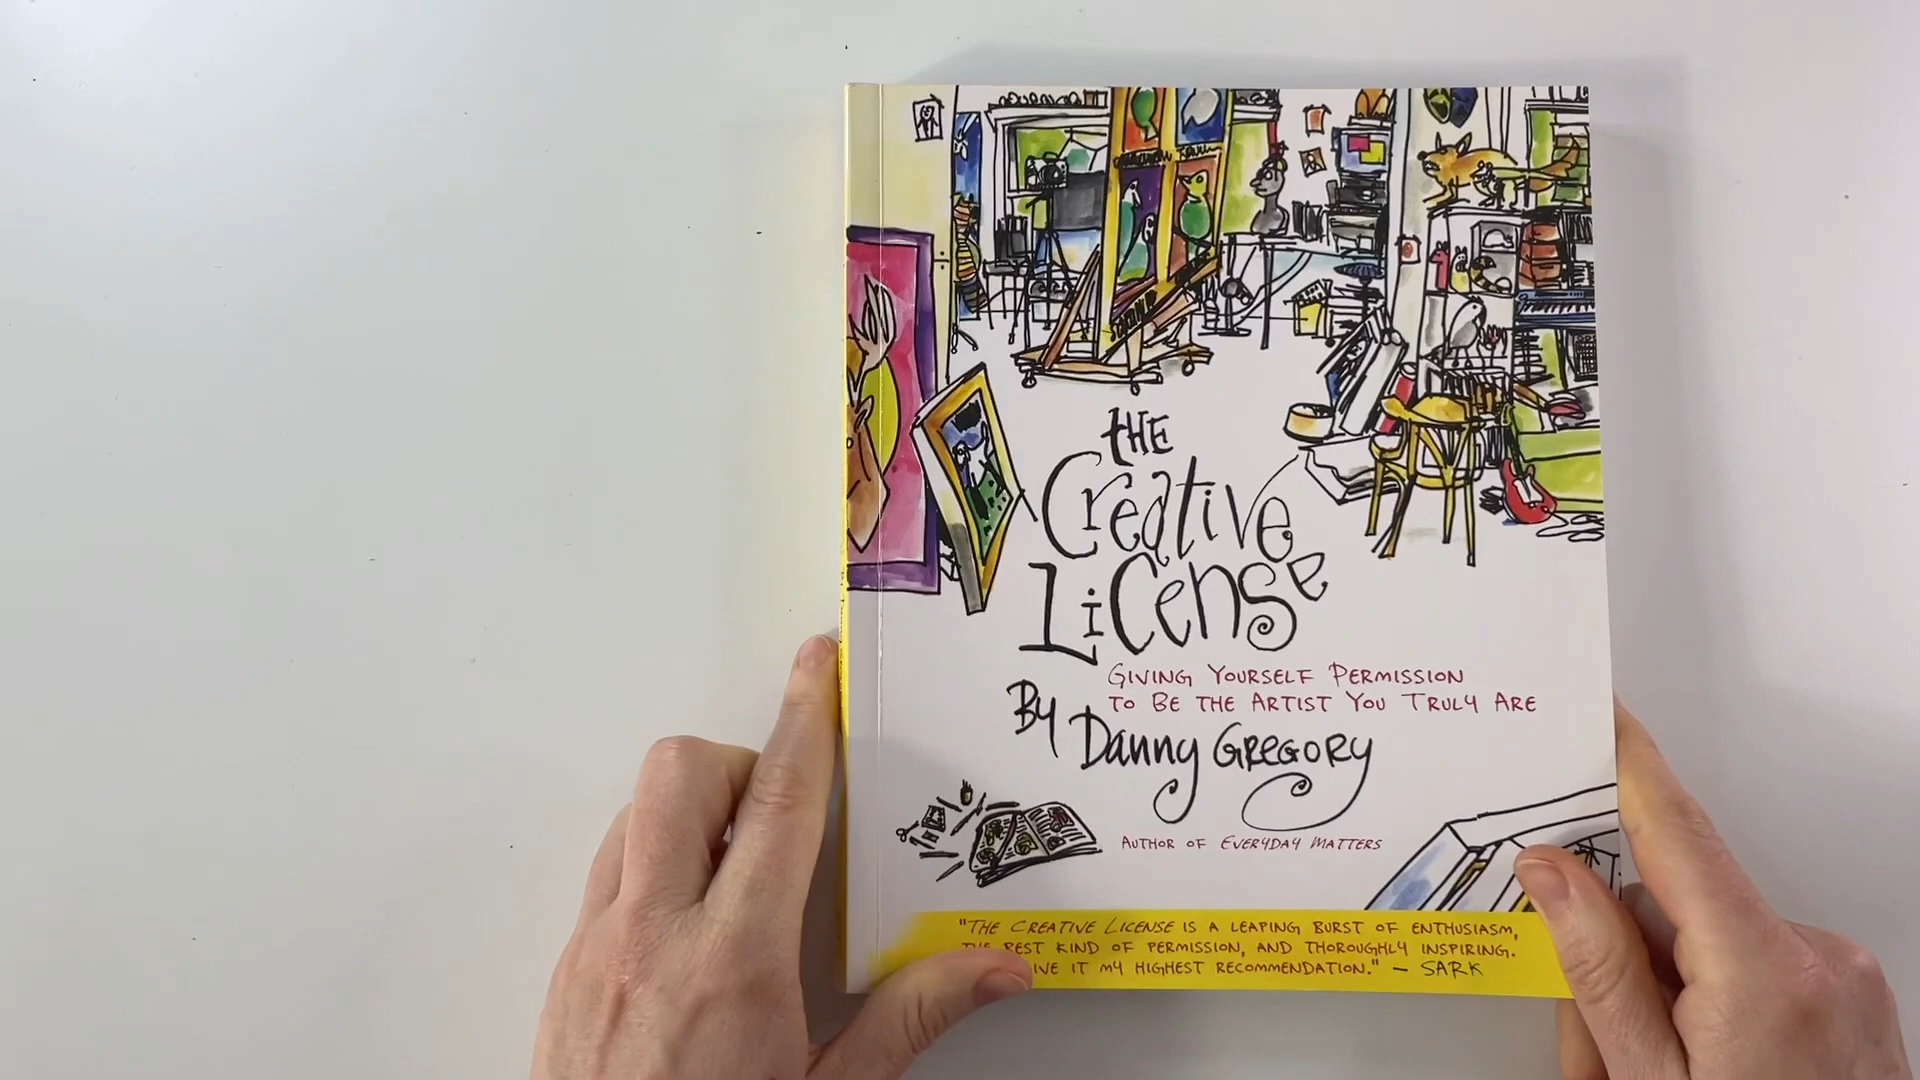 THE
Creative
License
GIVING YOURSELF PERMISSION
TO BE THE ARTIST YOU TRULY ARE
By Danny GREGORY
AUTHOR OF EVERYDAY MATTERS
"THE CREATIVE LICENSE IS A LEAPING BURST OF ENTHUSIASM,
THE BEST KIND OF PERMISSION, AND THOROUGHLY INSPIRING.
IVE IT MY HIGHEST RECOMMENDATION." – SARK